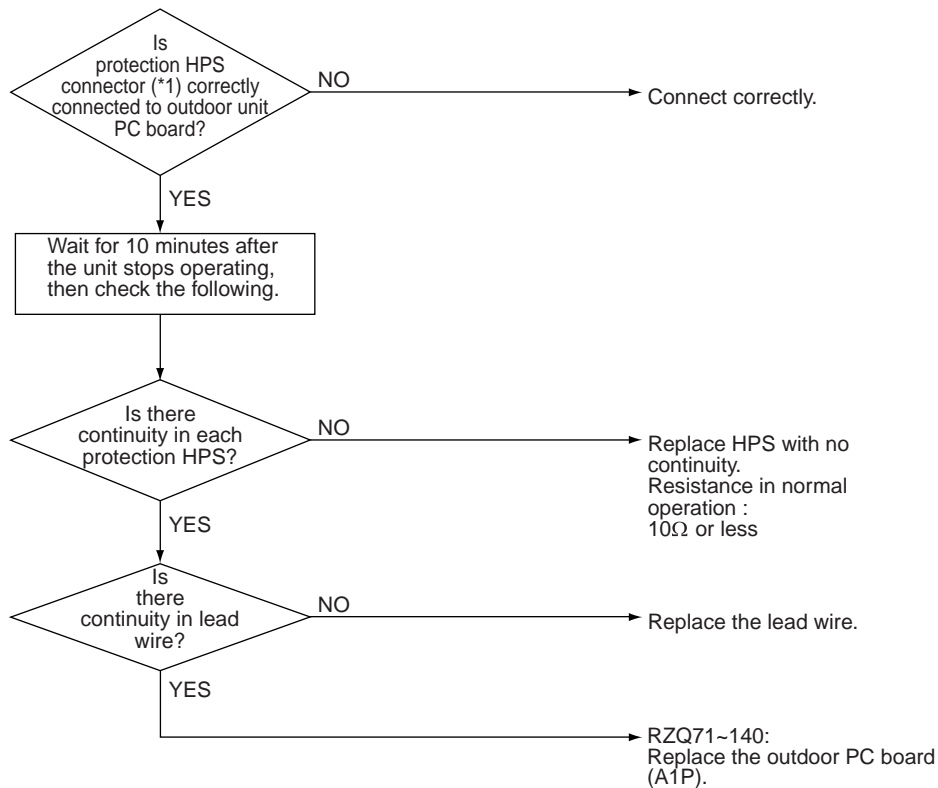 Is
protection HPS
connector (*1) correctly
connected to outdoor unit
PC board?
NO
Connect correctly.
YES
Wait for 10 minutes after
the unit stops operating,
then check the following.
Is there
continuity in each
protection HPS?
NO
Replace HPS with no
continuity.
Resistance in normal
operation :
10Ω or less
YES
Is
there
continuity in lead
wire?
NO
Replace the lead wire.
YES
RZQ71~140:
Replace the outdoor PC board
(A1P).